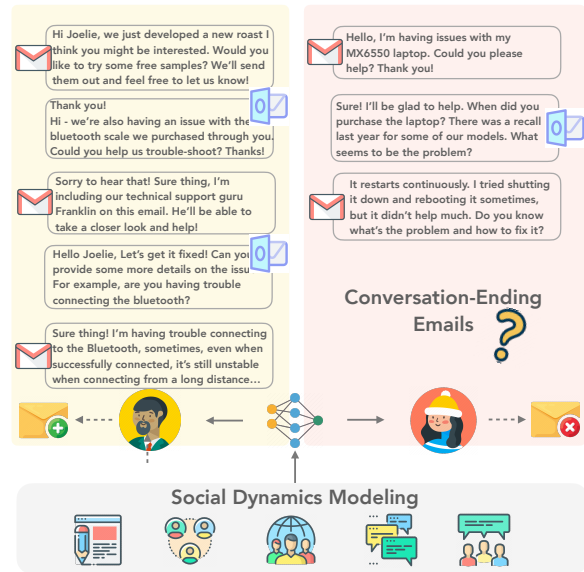 Hi Joelie, we just developed a new roast I
think you might be interested. Would you
like to try some free samples? We'll send
them out and feel free to let us know!
Thank you!
Hi - we're also having an issue with the
bluetooth scale we purchased through you.
Could you help us trouble-shoot? Thanks!
Sorry to hear that! Sure thing, I'm
including our technical support guru
Franklin on this email. He'll be able to
take a closer look and help!
Hello Joelie, Let's get it fixed! Can you
provide some more details on the issu
For example, are you having trouble
connecting the bluetooth?
Sure thing! I'm having trouble connecting
to the Bluetooth, sometimes, even when
successfully connected, it's still unstable
when connecting from a long distance...
Hello, I'm having issues with my
MX6550 laptop. Could you please
help? Thank you!
Sure! I'll be glad to help. When did you
purchase the laptop? There was a recall
last year for some of our models. What
seems to be the problem?
It restarts continuously. I tried shutting
it down and rebooting it sometimes,
but it didn't help much. Do you know
what's the problem and how to fix it?
Conversation-Ending
Emails
Social Dynamics Modeling